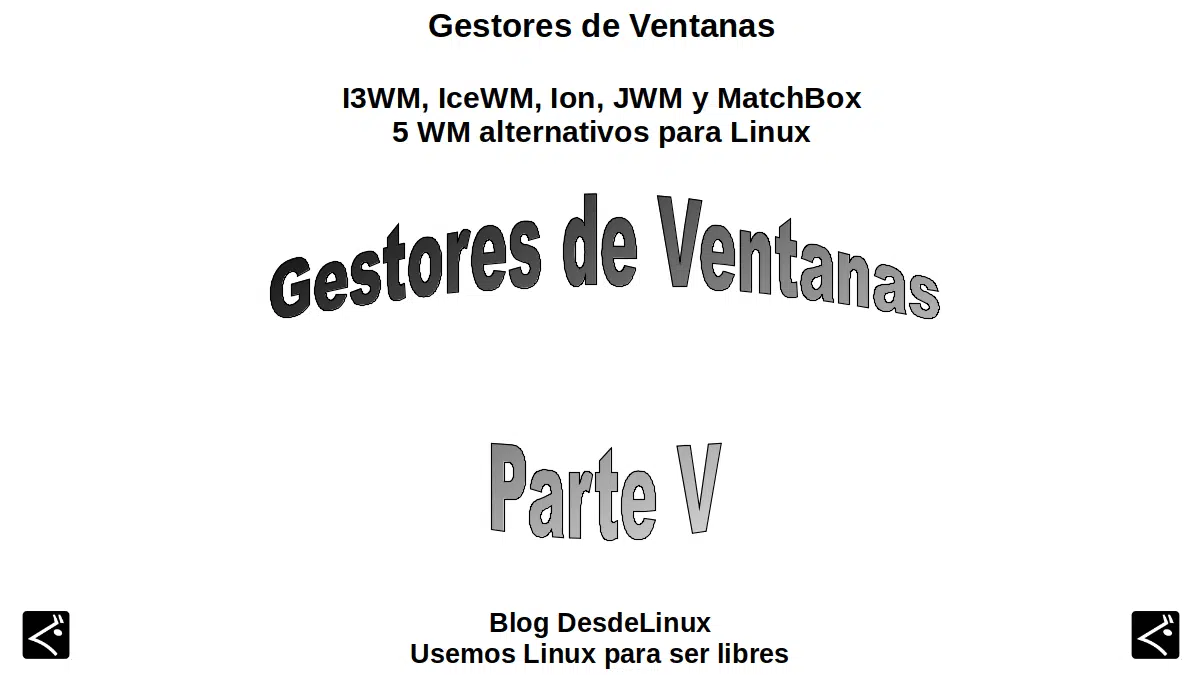 Gestores de Ventanas
I3WM, IceWM, Ion, JWM y MatchBox
5 WM alternativos para Linux
Gestores de Ventanas
Parte V
Blog DesdeLinux
Usemos Linux para ser libres